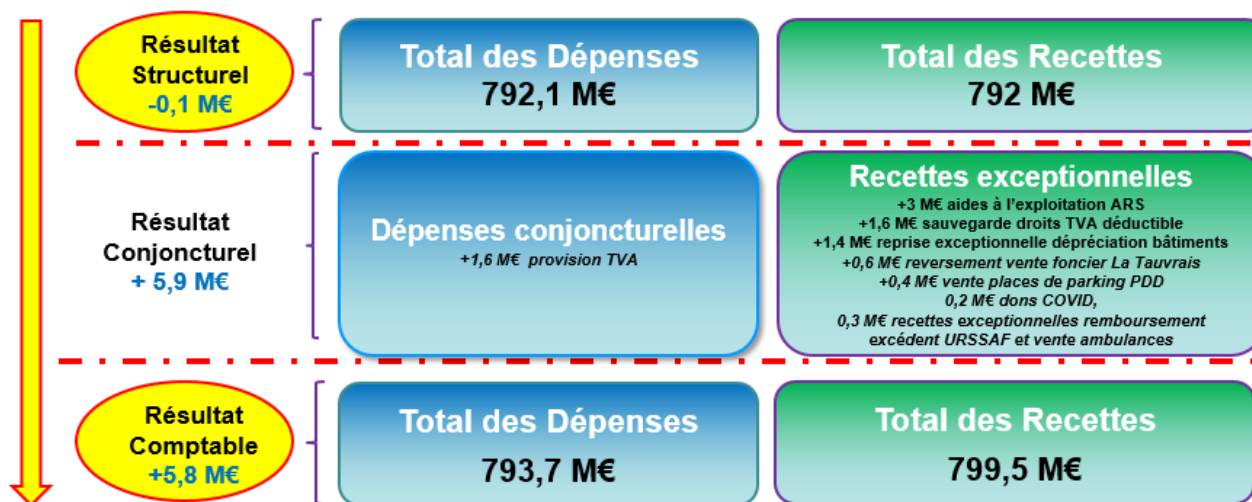 Résultat
Structurel
-0,1 M€
Total des Dépenses
792,1 M€
Total des Recettes
792 M€
Résultat
Conjoncturel
+ 5,9 M€
Dépenses conjoncturelles
+1,6 M€ provision TVA
Recettes exceptionnelles
+3 M€ aides à l'exploitation ARS
+1,6 M€ sauvegarde droits TVA déductible
+1,4 M€ reprise exceptionnelle dépréciation bâtiments
+0,6 M€ reversement vente foncier La Tauvrais
+0,4 M€ vente places de parking PDD
0,2 M€ dons COVID,
0,3 M€ recettes exceptionnelles remboursement
excédent URSSAF et vente ambulances
Résultat
Comptable
+5,8 M€
Total des Dépenses
793,7 M€
Total des Recettes
799,5 M€